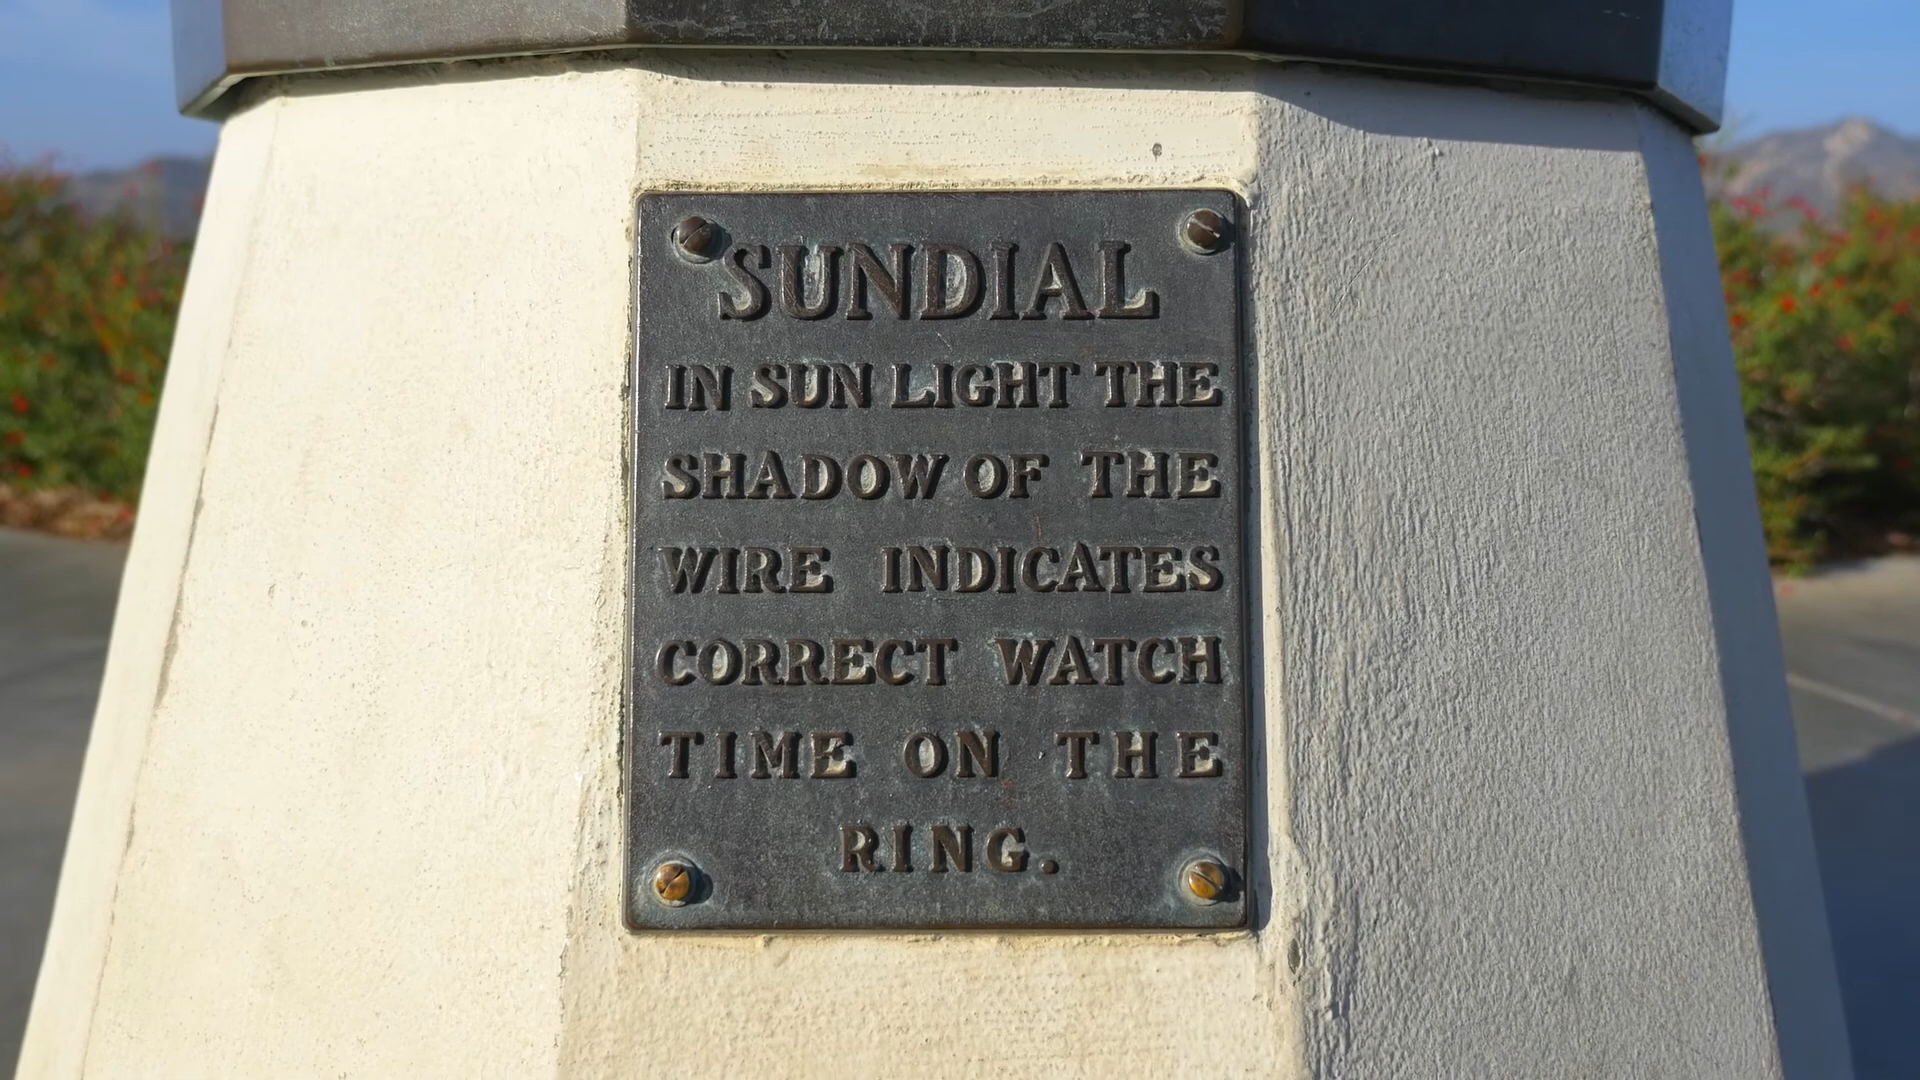 SUNDIAL
IN SUN LIGHT THE
SHADOW OF THE
WIRE INDICATES
CORRECT WATCH
TIME ON THE
RING.